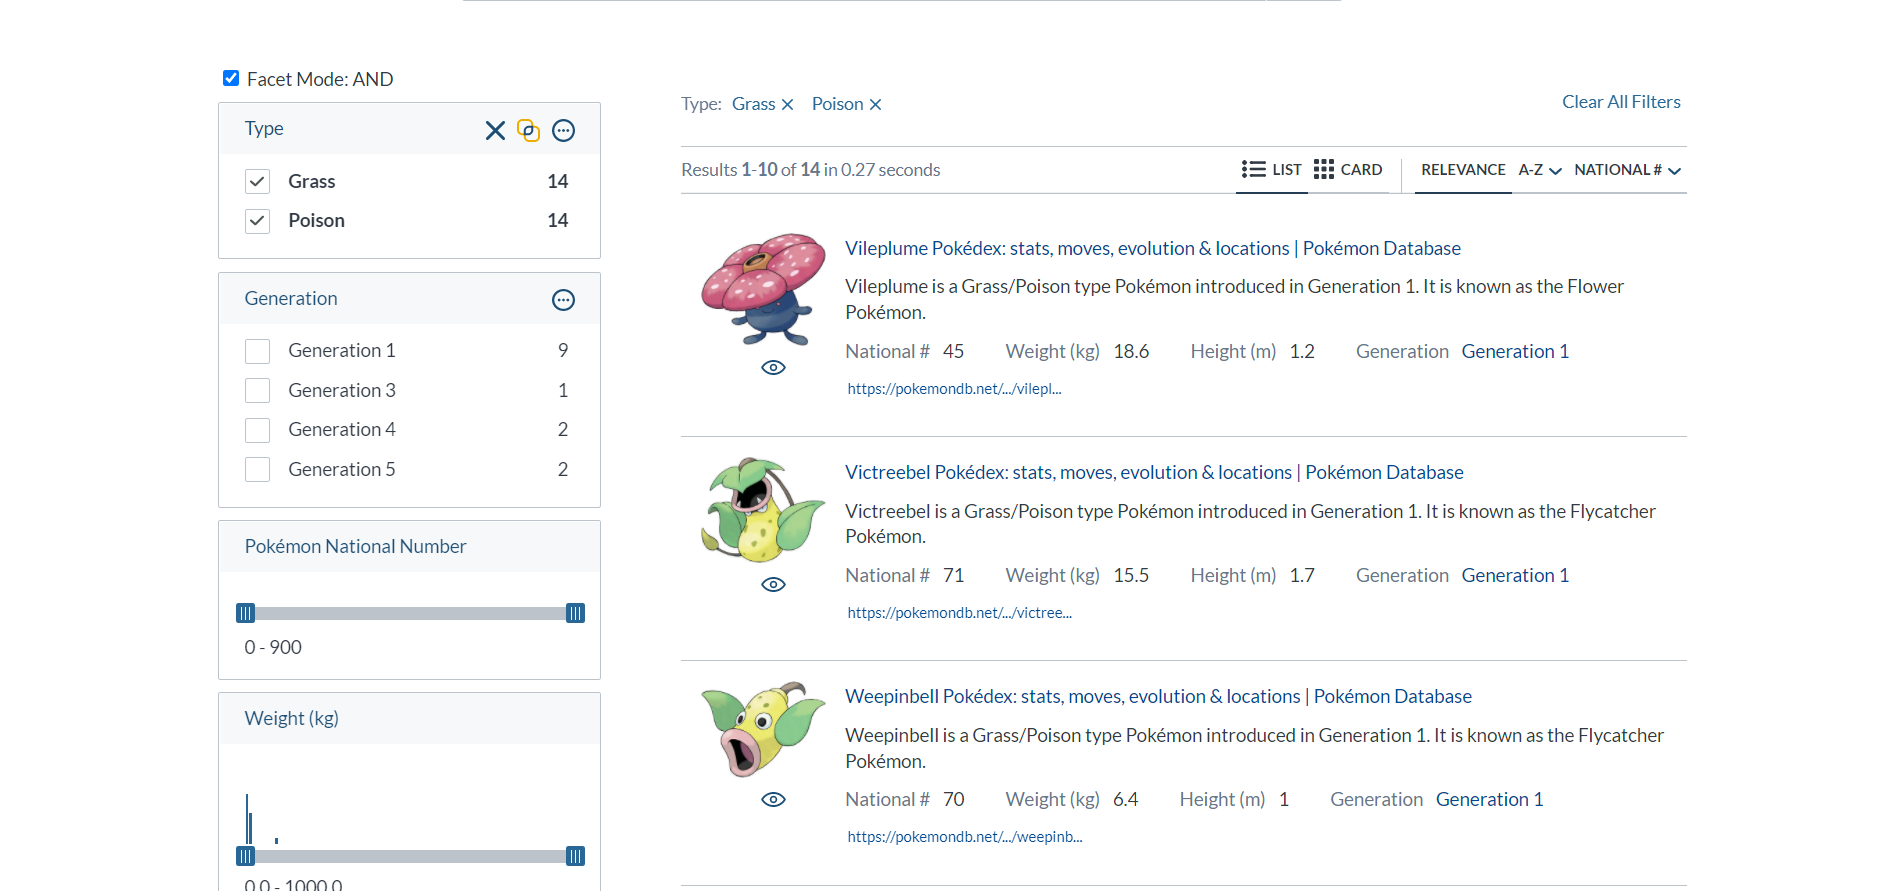 Facet Mode: AND
Type
Grass 14
Poison 14
Generation
Generation 1 9
Generation 3 1
Generation 4 2
Generation 5 2
Pokémon National Number
0 - 900
Weight (kg)
0.0 - 1000.0
Type: Grass Poison
Clear All Filters
Results 1-10 of 14 in 0.27 seconds
LIST CARD RELEVANCE A-Z NATIONAL #
Vileplume Pokédex: stats, moves, evolution & locations | Pokémon Database
Vileplume is a Grass/Poison type Pokémon introduced in Generation 1. It is known as the Flower
Pokémon.
National # 45 Weight (kg) 18.6 Height (m) 1.2 Generation Generation 1
https://pokemondb.net/.../vilepl...
Victreebel Pokédex: stats, moves, evolution & locations | Pokémon Database
Victreebel is a Grass/Poison type Pokémon introduced in Generation 1. It is known as the Flycatcher
Pokémon.
National # 71 Weight (kg) 15.5 Height (m) 1.7 Generation Generation 1
https://pokemondb.net/.../victree...
Weepinbell Pokédex: stats, moves, evolution & locations | Pokémon Database
Weepinbell is a Grass/Poison type Pokémon introduced in Generation 1. It is known as the Flycatcher
Pokémon.
National # 70 Weight (kg) 6.4 Height (m) 1 Generation Generation 1
https://pokemondb.net/.../weepinb...